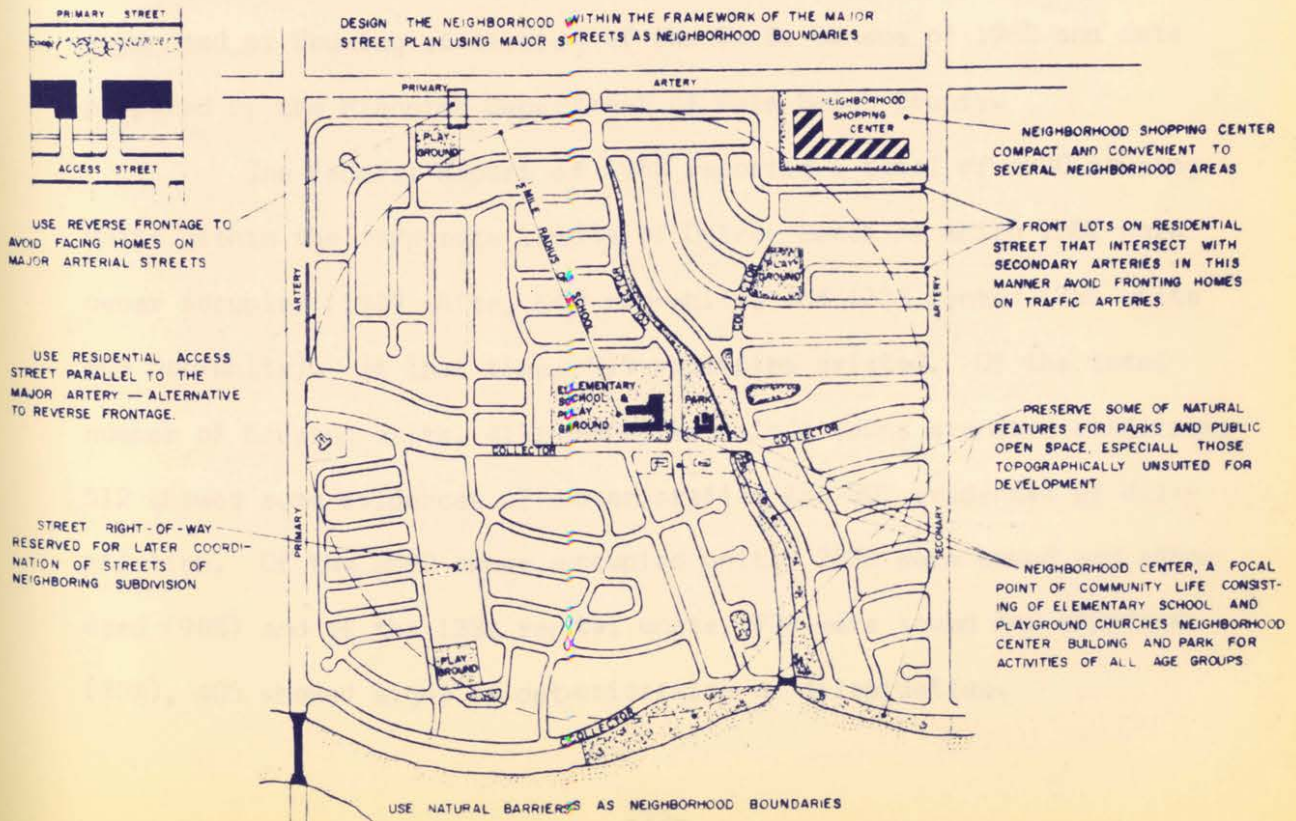 PRIMARY STREET
ACCESS STREET
DESIGN THE NEIGHBORHOOD WITHIN THE FRAMEWORK OF THE MAJOR
STREET PLAN USING MAJOR STREETS AS NEIGHBORHOOD BOUNDARIES
PRIMARY
ARTERY
PLAY-
GROUND
NEIGHBORHOOD
SHOPPING
CENTER
NEIGHBORHOOD SHOPPING CENTER
COMPACT AND CONVENIENT TO
SEVERAL NEIGHBORHOOD AREAS
USE REVERSE FRONTAGE TO
AVOID FACING HOMES ON
MAJOR ARTERIAL STREETS
MILE RADIUS
SCHOOL
COLLECTOR
COLLECTOR
PLAY
GROUND
FRONT LOTS ON RESIDENTIAL
STREET THAT INTERSECT WITH
SECONDARY ARTERIES IN THIS
MANNER AVOID FRONTING HOMES
ON TRAFFIC ARTERIES.
ARTERY
ARTERY
USE RESIDENTIAL ACCESS
STREET PARALLEL TO THE
MAJOR ARTERY — ALTERNATIVE
TO REVERSE FRONTAGE.
ELEMENTARY
SCHOOL &
PLAY
GROUND
PARK
COLLECTOR
COLLECTOR
PRESERVE SOME OF NATURAL
FEATURES FOR PARKS AND PUBLIC
OPEN SPACE, ESPECIALL THOSE
TOPOGRAPHICALLY UNSUITED FOR
DEVELOPMENT
STREET RIGHT-OF-WAY
RESERVED FOR LATER COORDI-
NATION OF STREETS OF
NEIGHBORING SUBDIVISION
PRIMARY
SECONARY
NEIGHBORHOOD CENTER, A FOCAL
POINT OF COMMUNITY LIFE CONSIST-
ING OF ELEMENTARY SCHOOL AND
PLAYGROUND CHURCHES NEIGHBORHOOD
CENTER BUILDING AND PARK FOR
ACTIVITIES OF ALL AGE GROUPS
PLAY
GROUND
COLLECTOR
USE NATURAL BARRIERS AS NEIGHBORHOOD BOUNDARIES